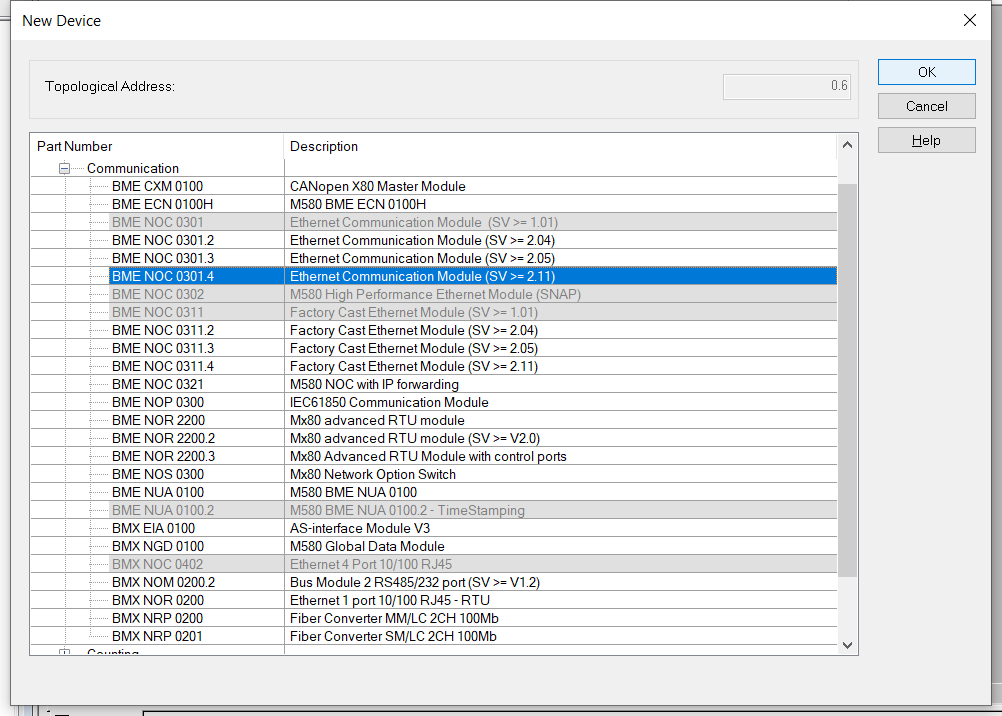 New Device
Topological Address:
0.6
OK
Cancel
Help
Part Number Description
Communication
BME CXM 0100 CANopen X80 Master Module
BME ECN 0100H M580 BME ECN 0100H
BME NOC 0301 Ethernet Communication Module (SV >= 1.01)
BME NOC 0301.2 Ethernet Communication Module (SV >= 2.04)
BME NOC 0301.3 Ethernet Communication Module (SV >= 2.05)
BME NOC 0301.4 Ethernet Communication Module (SV >= 2.11)
BME NOC 0302 M580 High Performance Ethernet Module (SNAP)
BME NOC 0311 Factory Cast Ethernet Module (SV >= 1.01)
BME NOC 0311.2 Factory Cast Ethernet Module (SV >= 2.04)
BME NOC 0311.3 Factory Cast Ethernet Module (SV >= 2.05)
BME NOC 0311.4 Factory Cast Ethernet Module (SV >= 2.11)
BME NOC 0321 M580 NOC with IP forwarding
BME NOP 0300 IEC61850 Communication Module
BME NOR 2200 Mx80 advanced RTU module
BME NOR 2200.2 Mx80 advanced RTU module (SV >= V2.0)
BME NOR 2200.3 Mx80 Advanced RTU Module with control ports
BME NOS 0300 Mx80 Network Option Switch
BME NUA 0100 M580 BME NUA 0100
BME NUA 0100.2 M580 BME NUA 0100.2 - TimeStamping
BMX EIA 0100 AS-interface Module V3
BMX NGD 0100 M580 Global Data Module
BMX NOC 0402 Ethernet 4 Port 10/100 RJ45
BMX NOM 0200.2 Bus Module 2 RS485/232 port (SV >= V1.2)
BMX NOR 0200 Ethernet 1 port 10/100 RJ45 - RTU
BMX NRP 0200 Fiber Converter MM/LC 2CH 100Mb
BMX NRP 0201 Fiber Converter SM/LC 2CH 100Mb
Counting